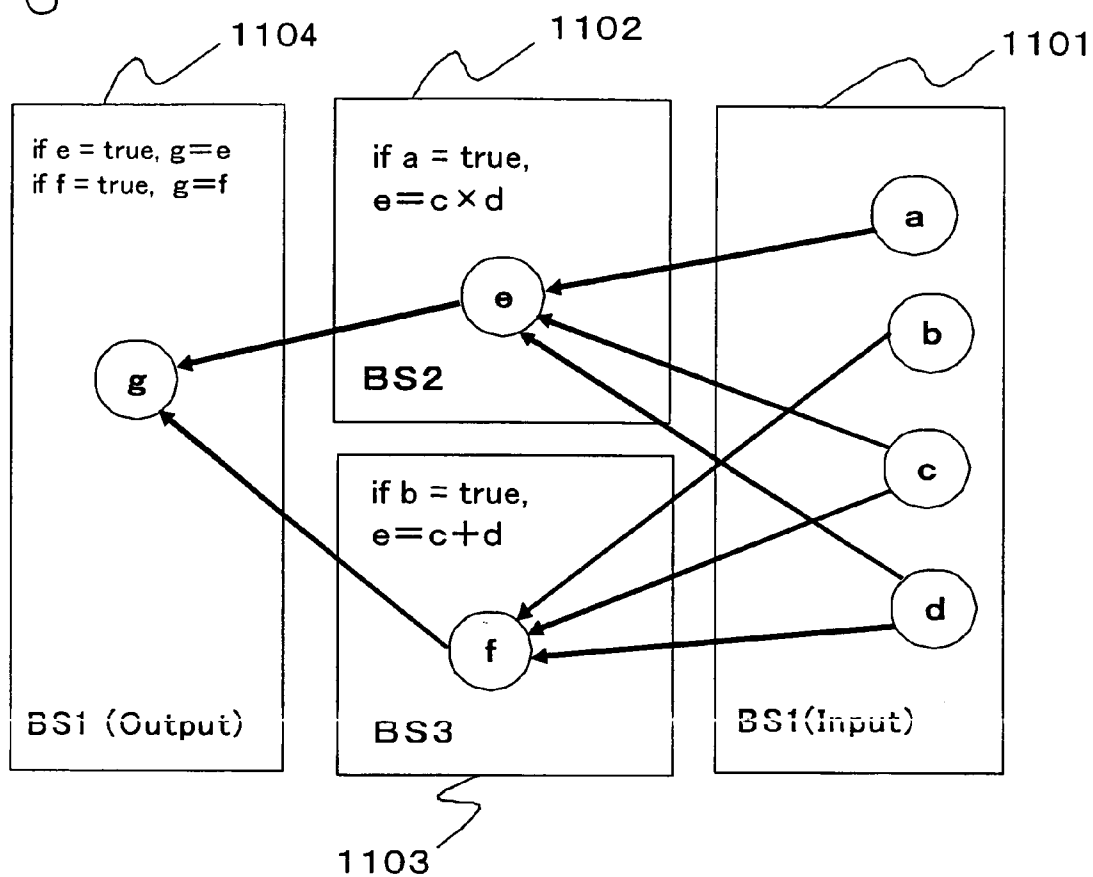 1104
1102
1101
if e = true, g=e
if f = true, g=f
if a = true,
e=c×d
a
e
b
g
BS2
c
if b = true,
e=c+d
d
f
BS1 (Output)
BS3
BS1(Input)
1103